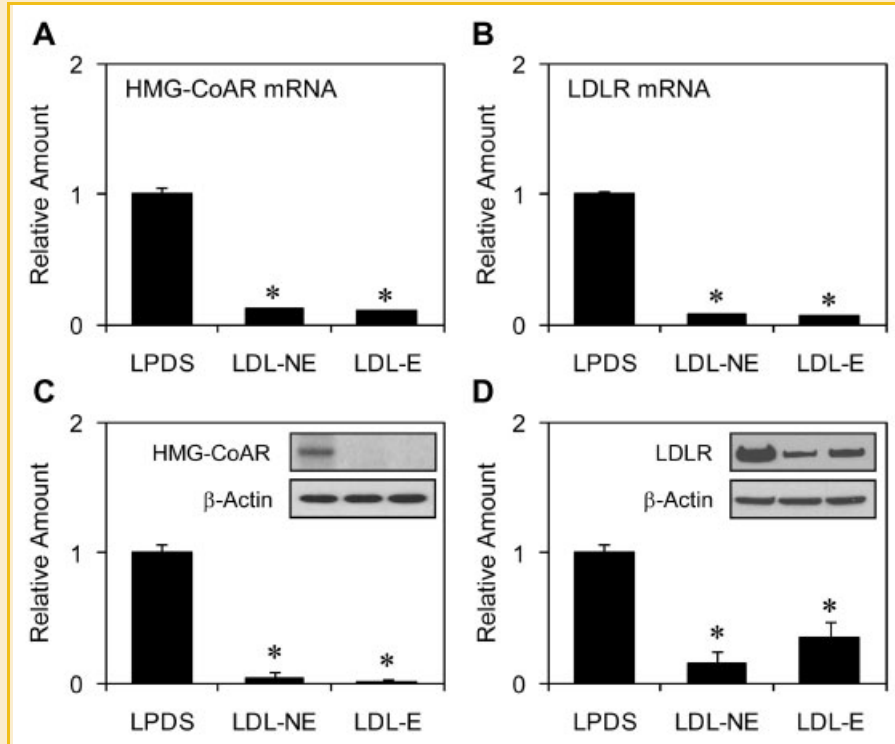 A
2
HMG-CoAR mRNA
Relative Amount
1
*
*
0
LPDS LDL-NE LDL-E
B
2
LDLR mRNA
Relative Amount
1
*
*
0
LPDS LDL-NE LDL-E
C
2
HMG-CoAR
β-Actin
Relative Amount
1
*
*
0
LPDS LDL-NE LDL-E
D
2
LDLR
β-Actin
Relative Amount
1
*
*
0
LPDS LDL-NE LDL-E